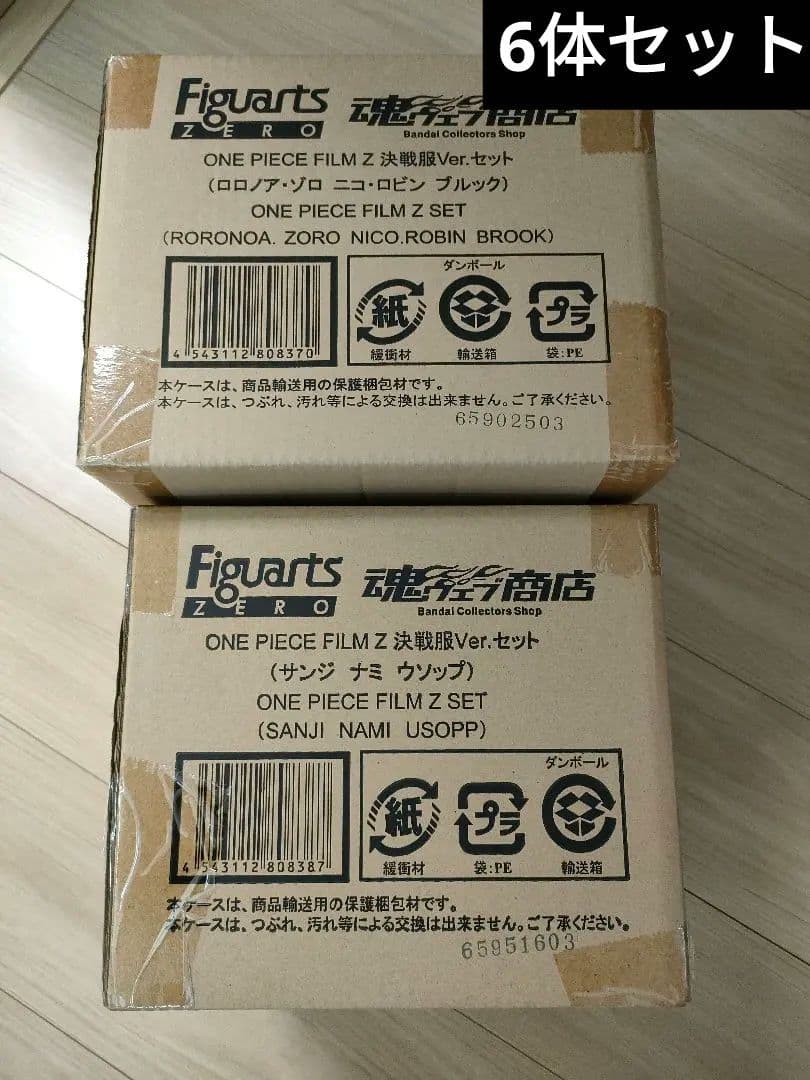 6体セット
Figuarts
ZERO
魂ウェブ商店
Bandai Collectors Shop
ONE PIECE FILM Z 決戦服Ver.セット
(ロロノア・ゾロ ニコ・ロビン ブルック)
ONE PIECE FILM Z SET
(RORONOA. ZORO NICO.ROBIN BROOK)
ダンボール
紙
プラ
緩衝材
輸送箱
袋:PE
4 543112 808370
本ケースは、商品輸送用の保護梱包材です。
本ケースは、つぶれ、汚れ等による交換は出来ません。ご了承ください。
65902503
Figuarts
ZERO
魂ウェブ商店
Bandai Collectors Shop
ONE PIECE FILM Z 決戦服Ver.セット
(サンジ ナミ ウソップ)
ONE PIECE FILM Z SET
(SANJI NAMI USOPP)
ダンボール
紙
プラ
緩衝材
袋:PE
輸送箱
4 543112 808387
本ケースは、商品輸送用の保護梱包材です。
本ケースは、つぶれ、汚れ等による交換は出来ません。ご了承ください。
65951603